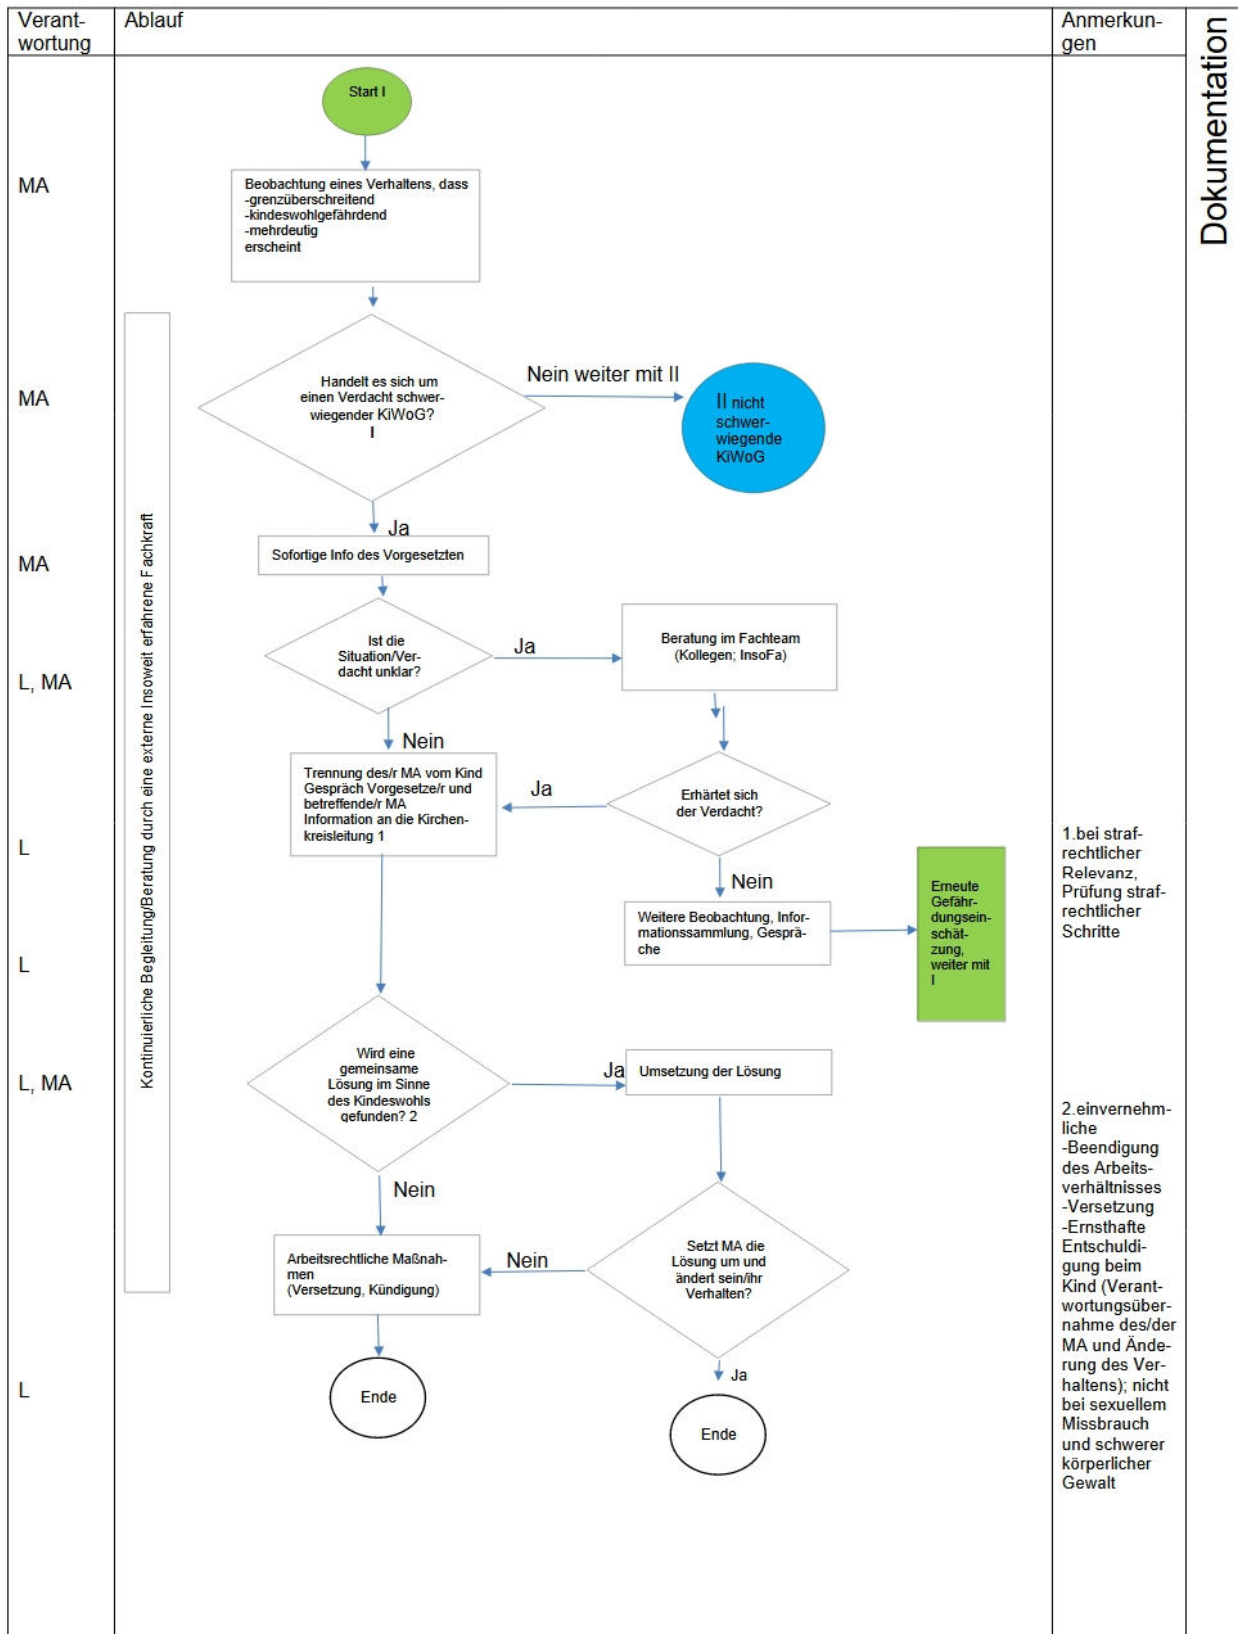 Verant-
wortung
Ablauf
Anmerkun-
gen
Dokumentation
Start I
MA
Beobachtung eines Verhaltens, dass
-grenzüberschreitend
-kindeswohlgefährdend
-mehrdeutig
erscheint
Kontinuierliche Begleitung/Beratung durch eine externe Insoweit erfahrene Fachkraft
MA
Handelt es sich um
einen Verdacht schwer-
wiegender KiWoG?
I
Nein weiter mit II
II nicht
schwer-
wiegende
KiWoG
Ja
MA
Sofortige Info des Vorgesetzten
L, MA
Ist die
Situation/Ver-
dacht unklar?
Ja
Beratung im Fachteam
(Kollegen; InsoFa)
Nein
Trennung des/r MA vom Kind
Gespräch Vorgesetze/r und
betreffende/r MA
Information an die Kirchen-
kreisleitung 1
Ja
Erhärtet sich
der Verdacht?
L
1.bei straf-
rechtlicher
Relevanz,
Prüfung straf-
rechtlicher
Schritte
Nein
Weitere Beobachtung, Infor-
mationssammlung, Gesprä-
che
Erneute
Gefähr-
dungsein-
schät-
zung,
weiter mit
I
L
L, MA
Wird eine
gemeinsame
Lösung im Sinne
des Kindeswohls
gefunden? 2
Ja
Umsetzung der Lösung
2.einvernehm-
liche
-Beendigung
des Arbeits-
verhältnisses
-Versetzung
-Ernsthafte
Entschuldi-
gung beim
Kind (Verant-
wortungsüber-
nahme des/der
MA und Ände-
rung des Ver-
haltens); nicht
bei sexuellem
Missbrauch
und schwerer
körperlicher
Gewalt
Nein
Arbeitsrechtliche Maßnah-
men
(Versetzung, Kündigung)
Nein
Setzt MA die
Lösung um und
ändert sein/ihr
Verhalten?
Ja
L
Ende
Ende